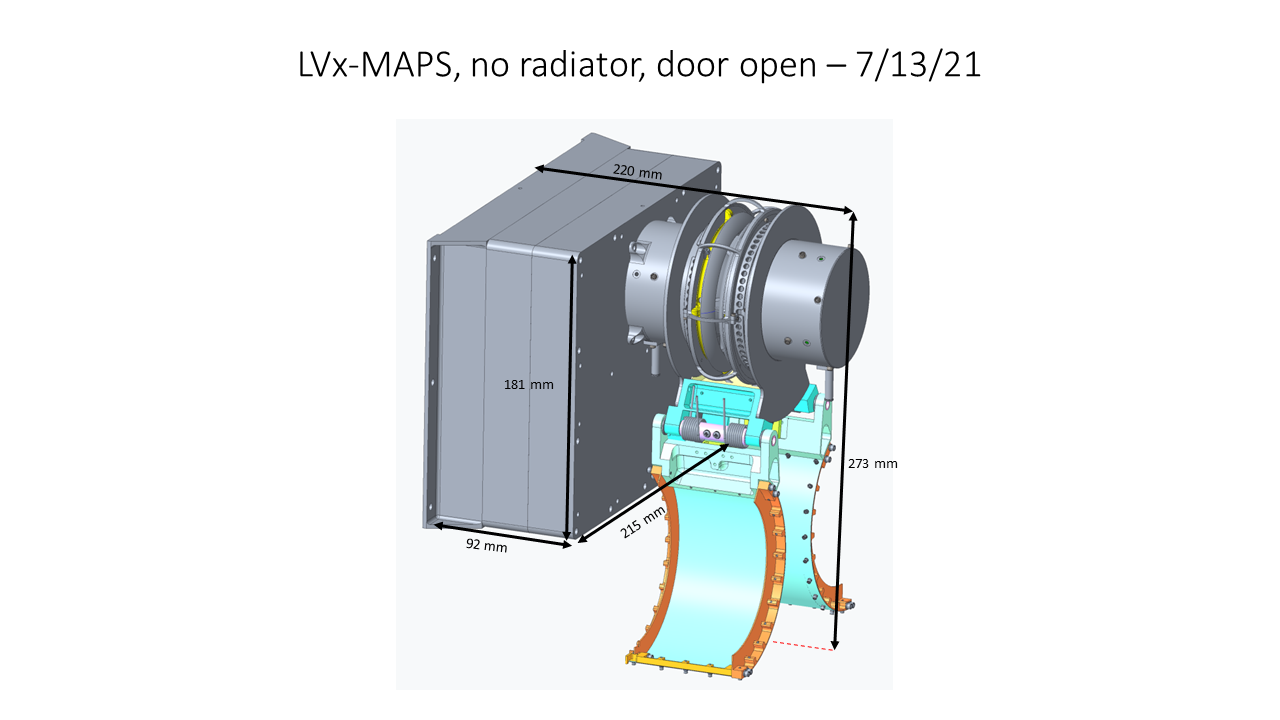 LVx-MAPS, no radiator, door open – 7/13/21
220 mm
181 mm
273 mm
215 mm
92 mm